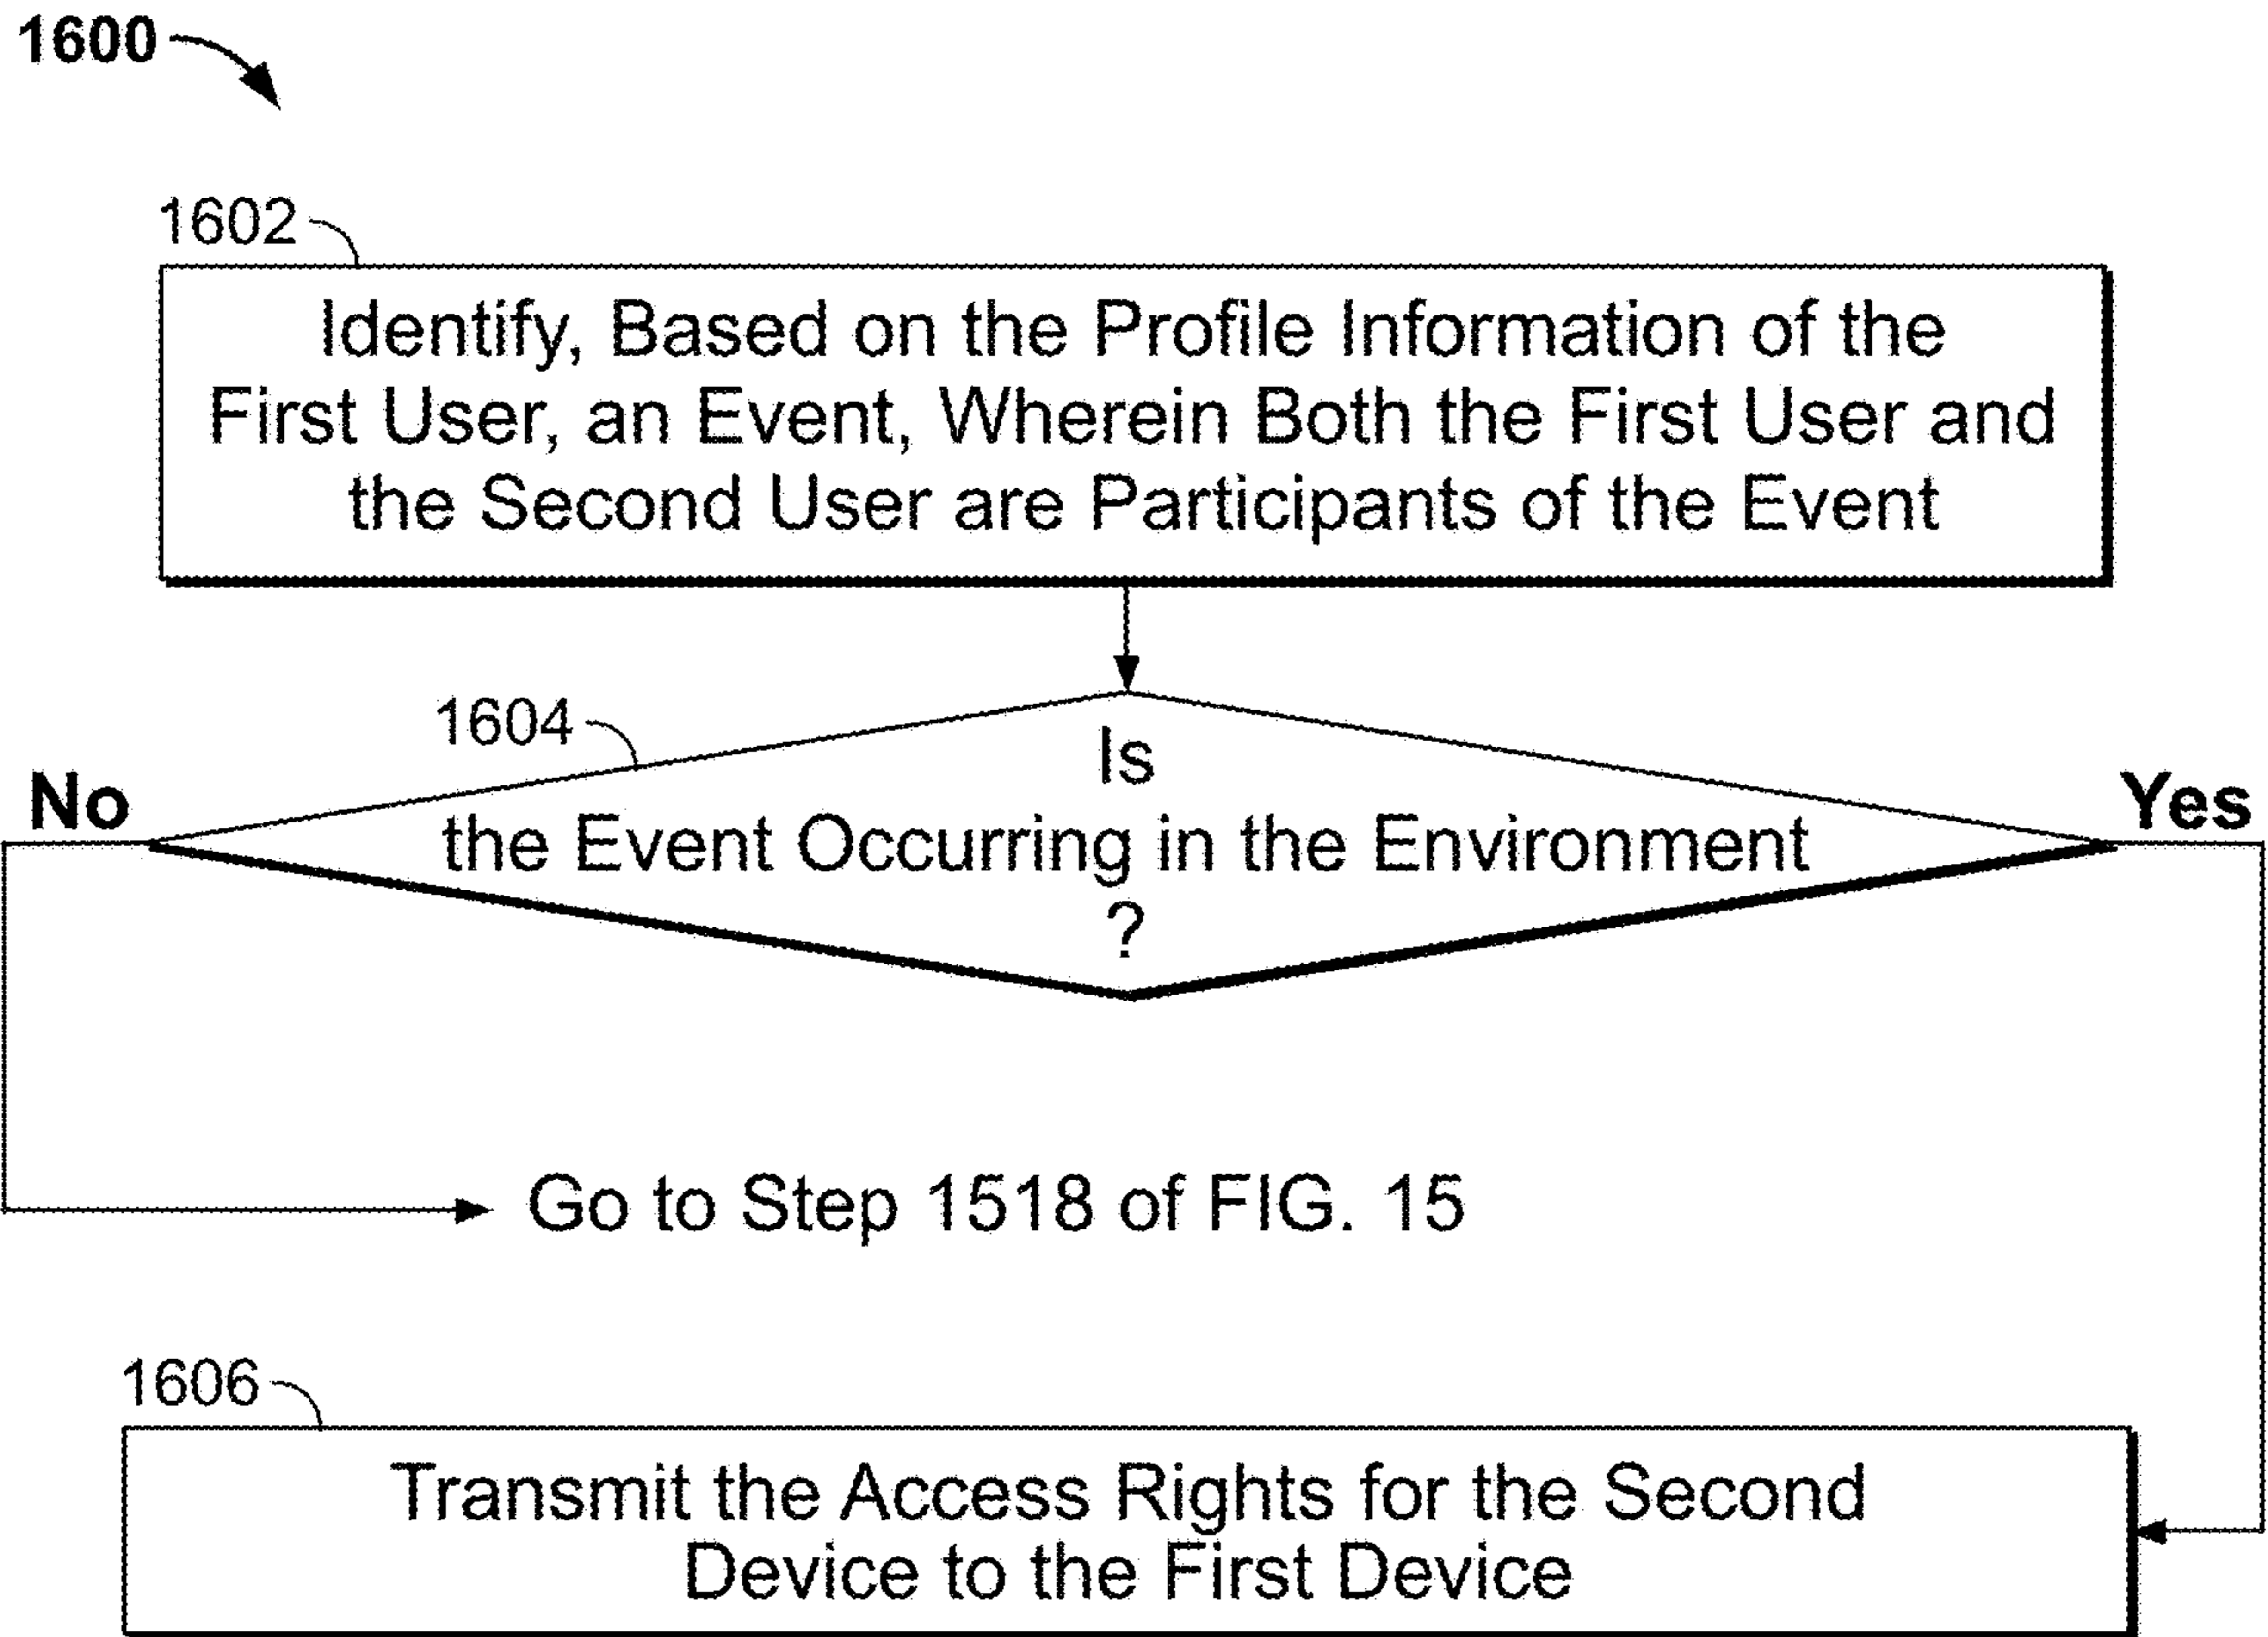 1600
1602
Identify, Based on the Profile Information of the
First User, an Event, Wherein Both the First User and
the Second User are Participants of the Event
1604
Is
the Event Occurring in the Environment
?
No
Yes
Go to Step 1518 of FIG. 15
1606
Transmit the Access Rights for the Second
Device to the First Device